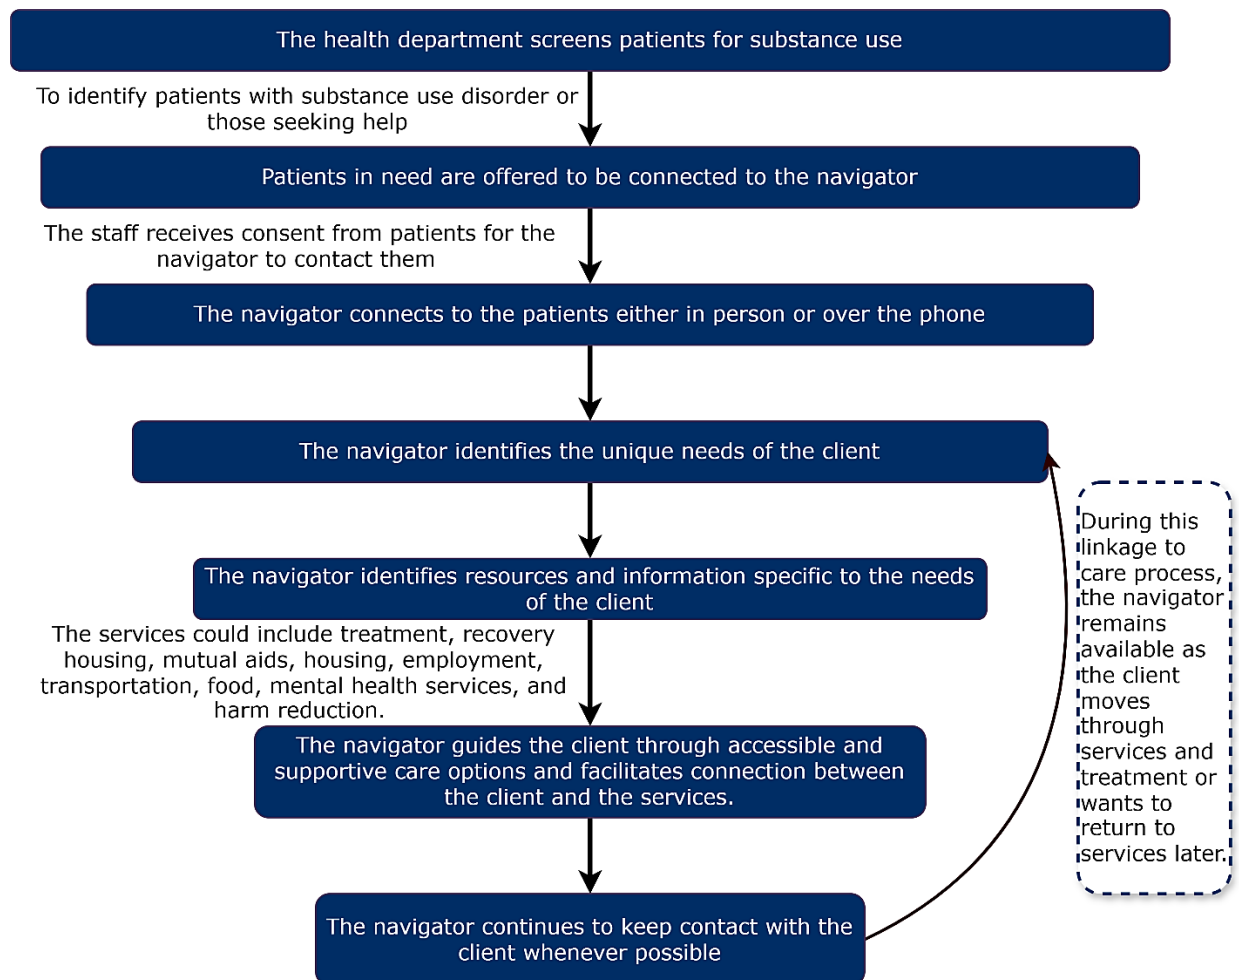 The health department screens patients for substance use
To identify patients with substance use disorder or
those seeking help
Patients in need are offered to be connected to the navigator
The staff receives consent from patients for the
navigator to contact them
The navigator connects to the patients either in person or over the phone
The navigator identifies the unique needs of the client
The navigator identifies resources and information specific to the needs
of the client
The services could include treatment, recovery
housing, mutual aids, housing, employment,
transportation, food, mental health services, and
harm reduction.
The navigator guides the client through accessible and
supportive care options and facilitates connection between
the client and the services.
The navigator continues to keep contact with the
client whenever possible
During this
linkage to
care process,
the navigator
remains
available as
the client
moves
through
services and
treatment or
wants to
return to
services later.